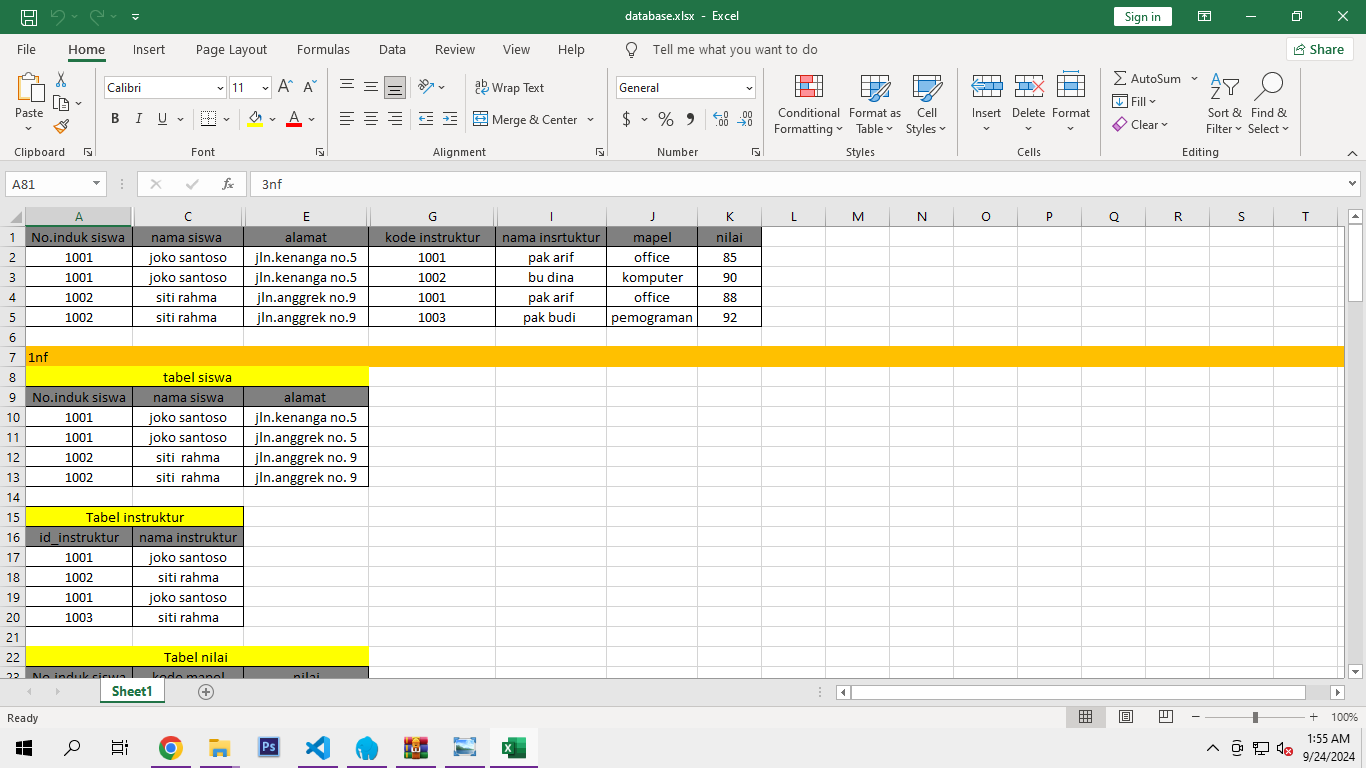 database.xlsx - Excel
Sign in
File Home Insert Page Layout Formulas Data Review View Help Tell me what you want to do Share
Paste
Clipboard
Calibri 11
B I U A
Font
Wrap Text
Merge & Center
Alignment
General
$ % 9
Number
Conditional Formatting
Format as Table
Cell Styles
Styles
Insert Delete Format
Cells
AutoSum
Fill
Clear
Sort & Filter
Find & Select
Editing
A81 fx 3nf
A C E G I J K L M N O P Q R S T
1 No.induk siswa nama siswa alamat kode instruktur nama insrtuktur mapel nilai
2 1001 joko santoso jln.kenanga no.5 1001 pak arif office 85
3 1001 joko santoso jln.kenanga no.5 1002 bu dina komputer 90
4 1002 siti rahma jln.anggrek no.9 1001 pak arif office 88
5 1002 siti rahma jln.anggrek no.9 1003 pak budi pemograman 92
6
7 1nf
8 tabel siswa
9 No.induk siswa nama siswa alamat
10 1001 joko santoso jln.kenanga no.5
11 1001 joko santoso jln.anggrek no. 5
12 1002 siti rahma jln.anggrek no. 9
13 1002 siti rahma jln.anggrek no. 9
14
15 Tabel instruktur
16 id_instruktur nama instruktur
17 1001 joko santoso
18 1002 siti rahma
19 1001 joko santoso
20 1003 siti rahma
21
22 Tabel nilai
23 No.induk siswa kode mapel nilai
Sheet1
Ready 100%
Ps
1:55 AM
9/24/2024